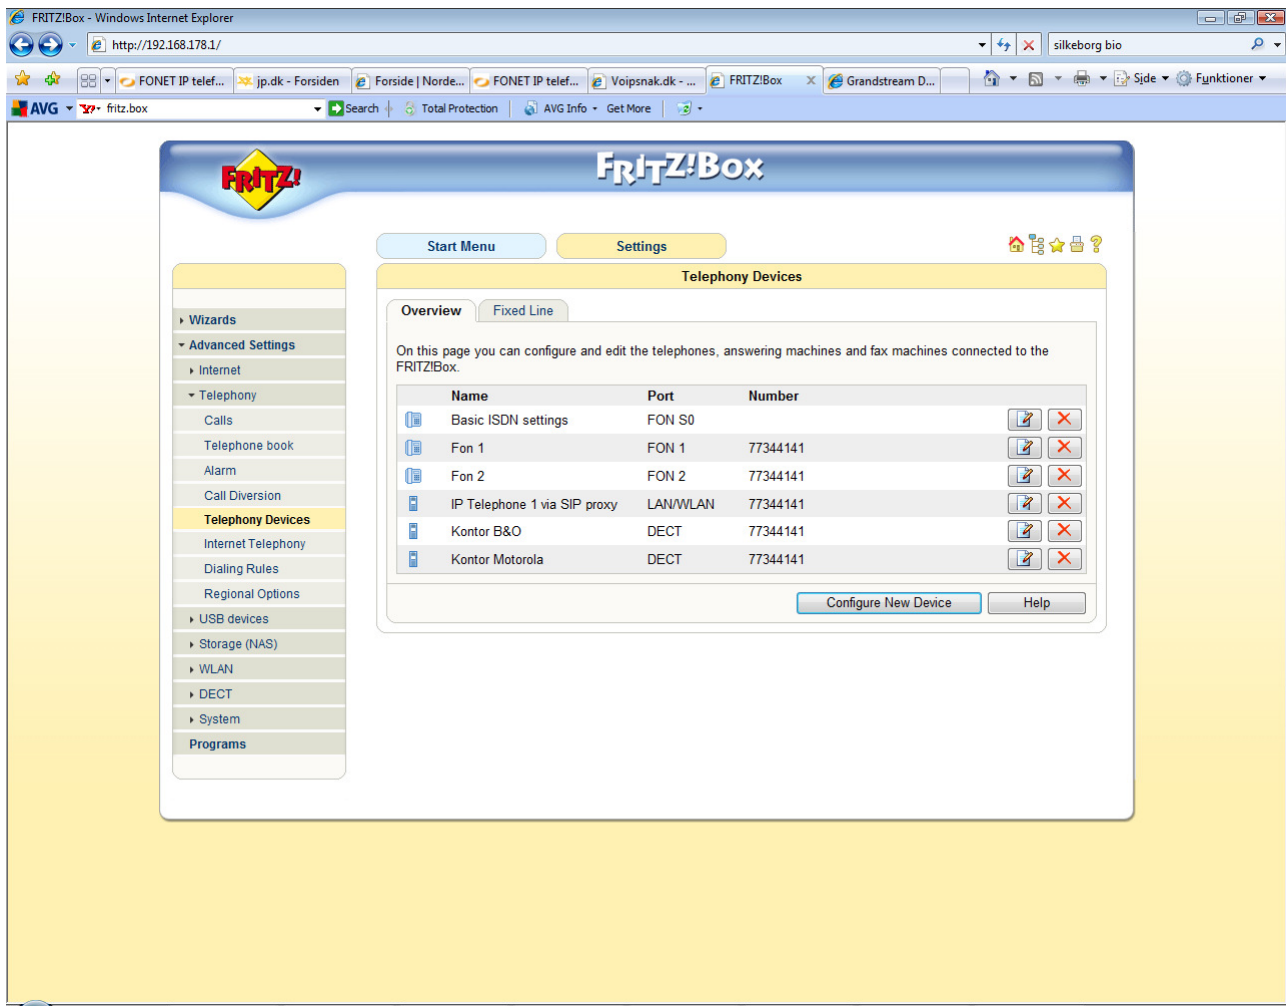 FRITZ!Box - Windows Internet Explorer
http://192.168.178.1/
silkeborg bio
FONET IP telef...
jp.dk - Forsiden
Forside | Norde...
FONET IP telef...
Voipsnak.dk - ...
FRITZ!Box
X
Grandstream D...
Side
Funktioner
AVG
Y?
fritz.box
Search
Total Protection
AVG Info
Get More
FRITZ!
FRITZ!Box
Start Menu
Settings
Telephony Devices
Wizards
Advanced Settings
Internet
Telephony
Calls
Telephone book
Alarm
Call Diversion
Telephony Devices
Internet Telephony
Dialing Rules
Regional Options
USB devices
Storage (NAS)
WLAN
DECT
System
Programs
Overview
Fixed Line
On this page you can configure and edit the telephones, answering machines and fax machines connected to the
FRITZ!Box.
Name Port Number
Basic ISDN settings FON S0
Fon 1 FON 1 77344141
Fon 2 FON 2 77344141
IP Telephone 1 via SIP proxy LAN/WLAN 77344141
Kontor B&O DECT 77344141
Kontor Motorola DECT 77344141
Configure New Device
Help